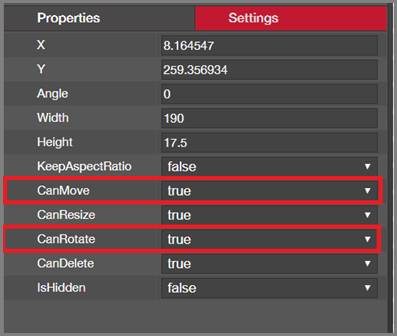 Properties Settings
X 8.164547
Y 259.356934
Angle 0
Width 190
Height 17.5
KeepAspectRatio false
CanMove true
CanResize true
CanRotate true
CanDelete true
IsHidden false